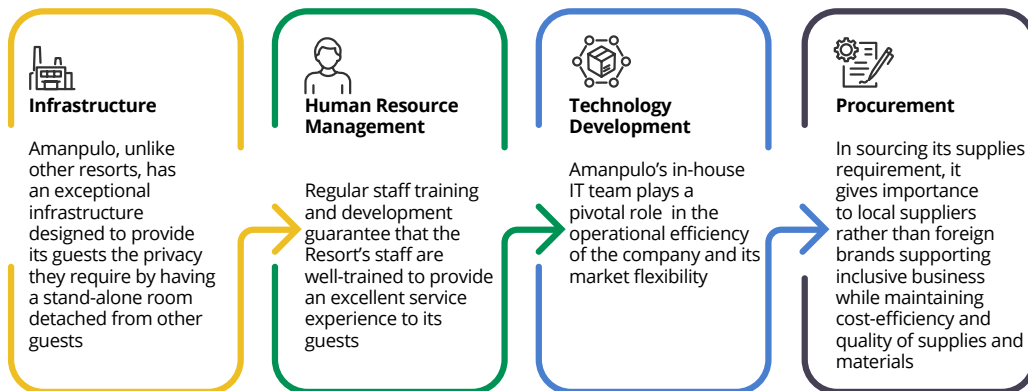 Infrastructure
Amanpulo, unlike
other resorts, has
an exceptional
infrastructure
designed to provide
its guests the privacy
they require by having
a stand-alone room
detached from other
guests
Human Resource
Management
Regular staff training
and development
guarantee that the
Resort’s staff are
well-trained to provide
an excellent service
experience to its
guests
Technology
Development
Amanpulo’s in-house
IT team plays a
pivotal role in the
operational efficiency
of the company and its
market flexibility
Procurement
In sourcing its supplies
requirement, it
gives importance
to local suppliers
rather than foreign
brands supporting
inclusive business
while maintaining
cost-efficiency and
quality of supplies and
materials